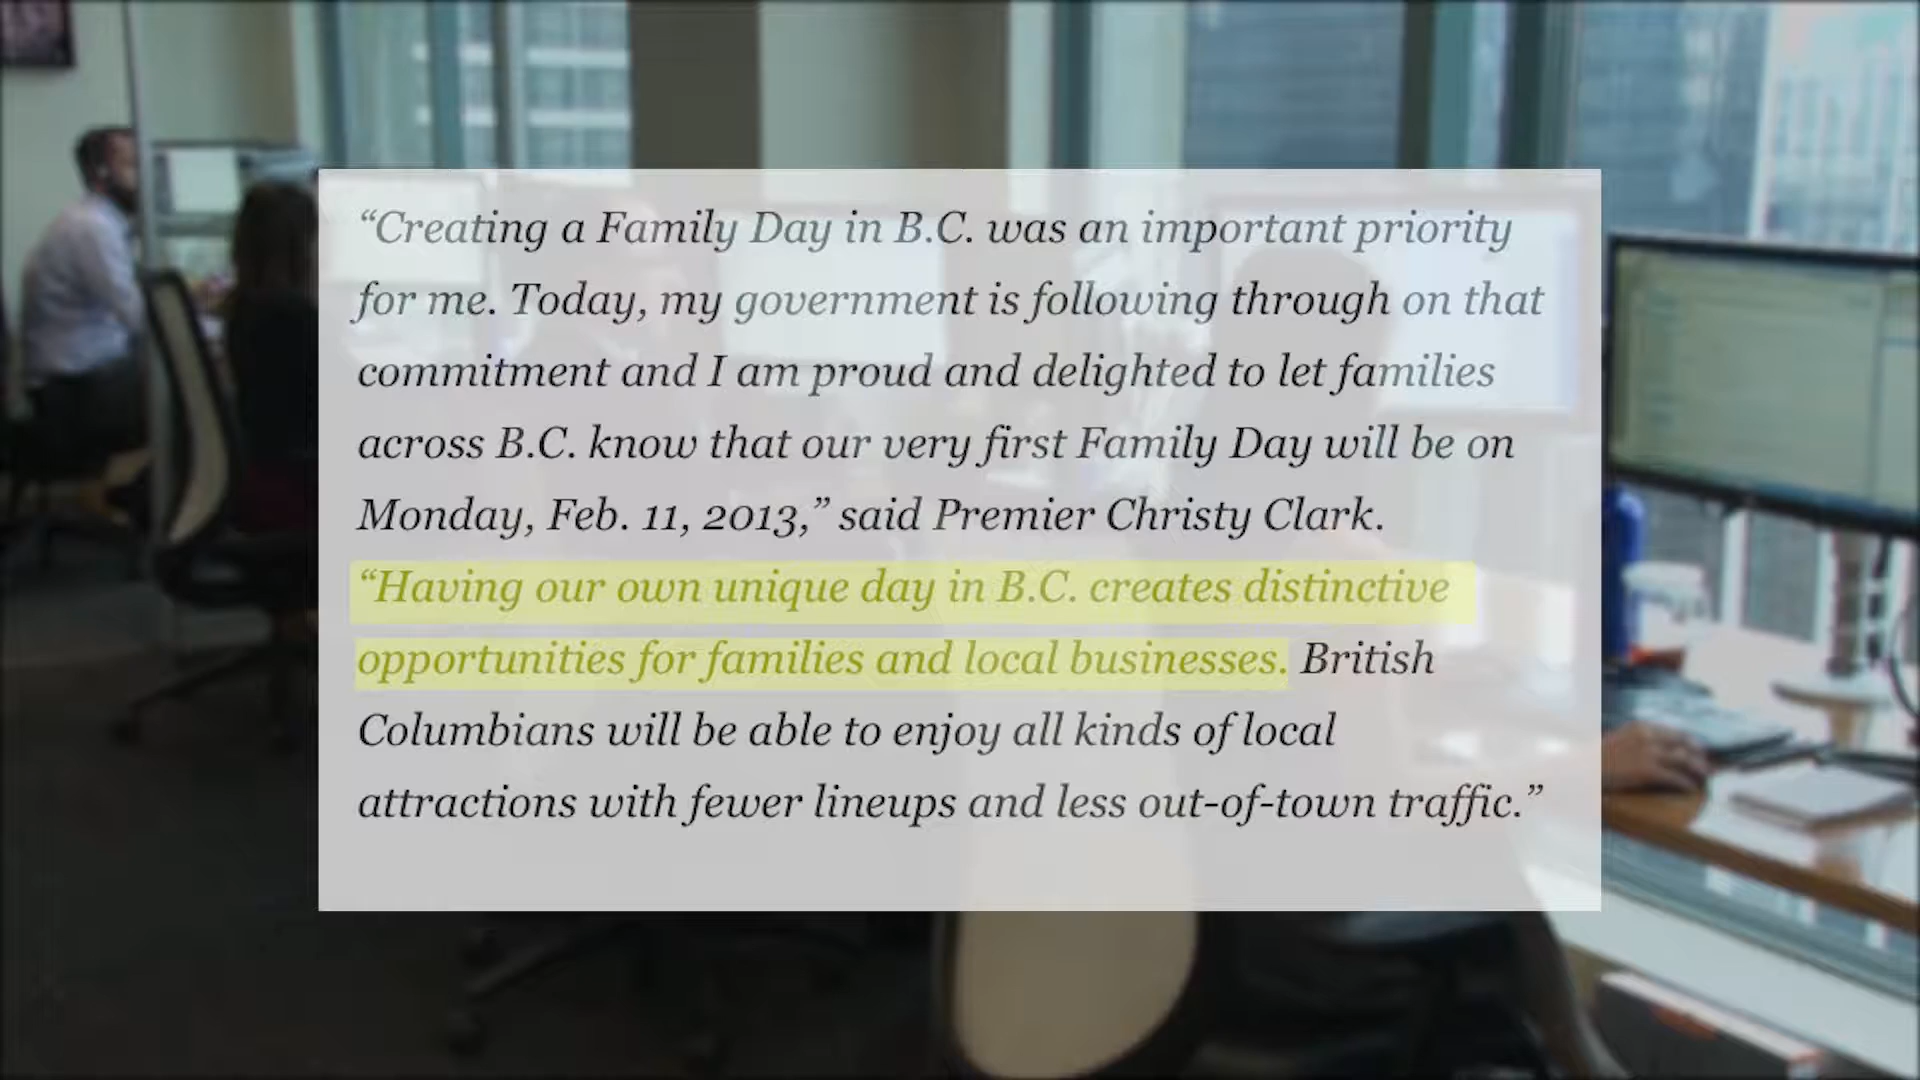 “Creating a Family Day in B.C. was an important priority
for me. Today, my government is following through on that
commitment and I am proud and delighted to let families
across B.C. know that our very first Family Day will be on
Monday, Feb. 11, 2013,” said Premier Christy Clark.
“Having our own unique day in B.C. creates distinctive
opportunities for families and local businesses. British
Columbians will be able to enjoy all kinds of local
attractions with fewer lineups and less out-of-town traffic.”